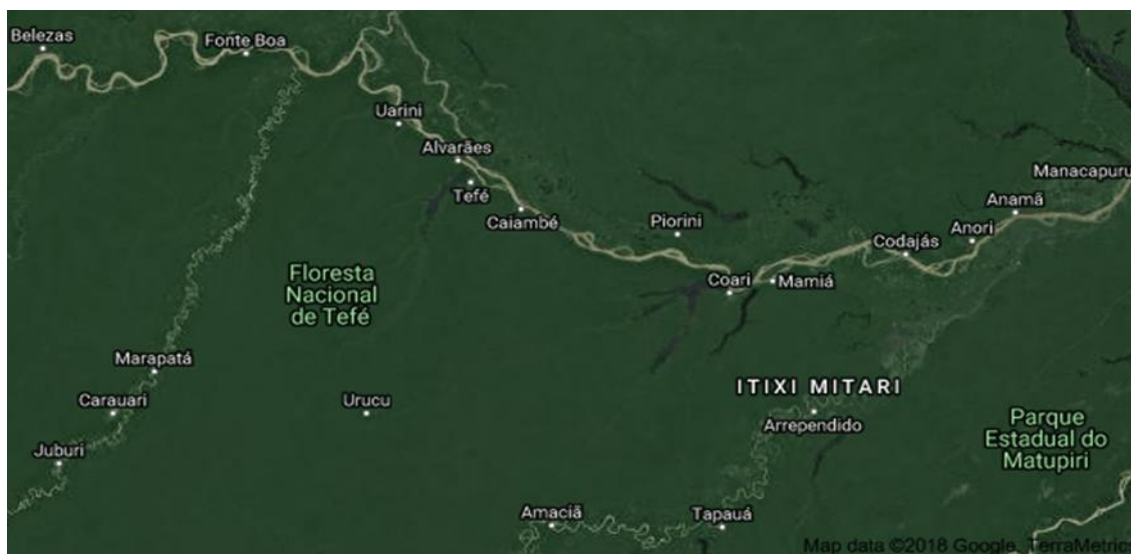 Belezas
Fonte Boa
Uarini
Alvarães
Tefé
Caiambé
Piorini
Manacapuru
Anamã
Anori
Codajás
Coari
Mamiá
Floresta
Nacional
de Tefé
Marapatá
Carauari
Juburi
Urucu
ITIXI MITARI
Arrependido
Parque
Estadual do
Matupiri
Amaciã
Tapauá
Map data ©2018 Google, TerraMetrics